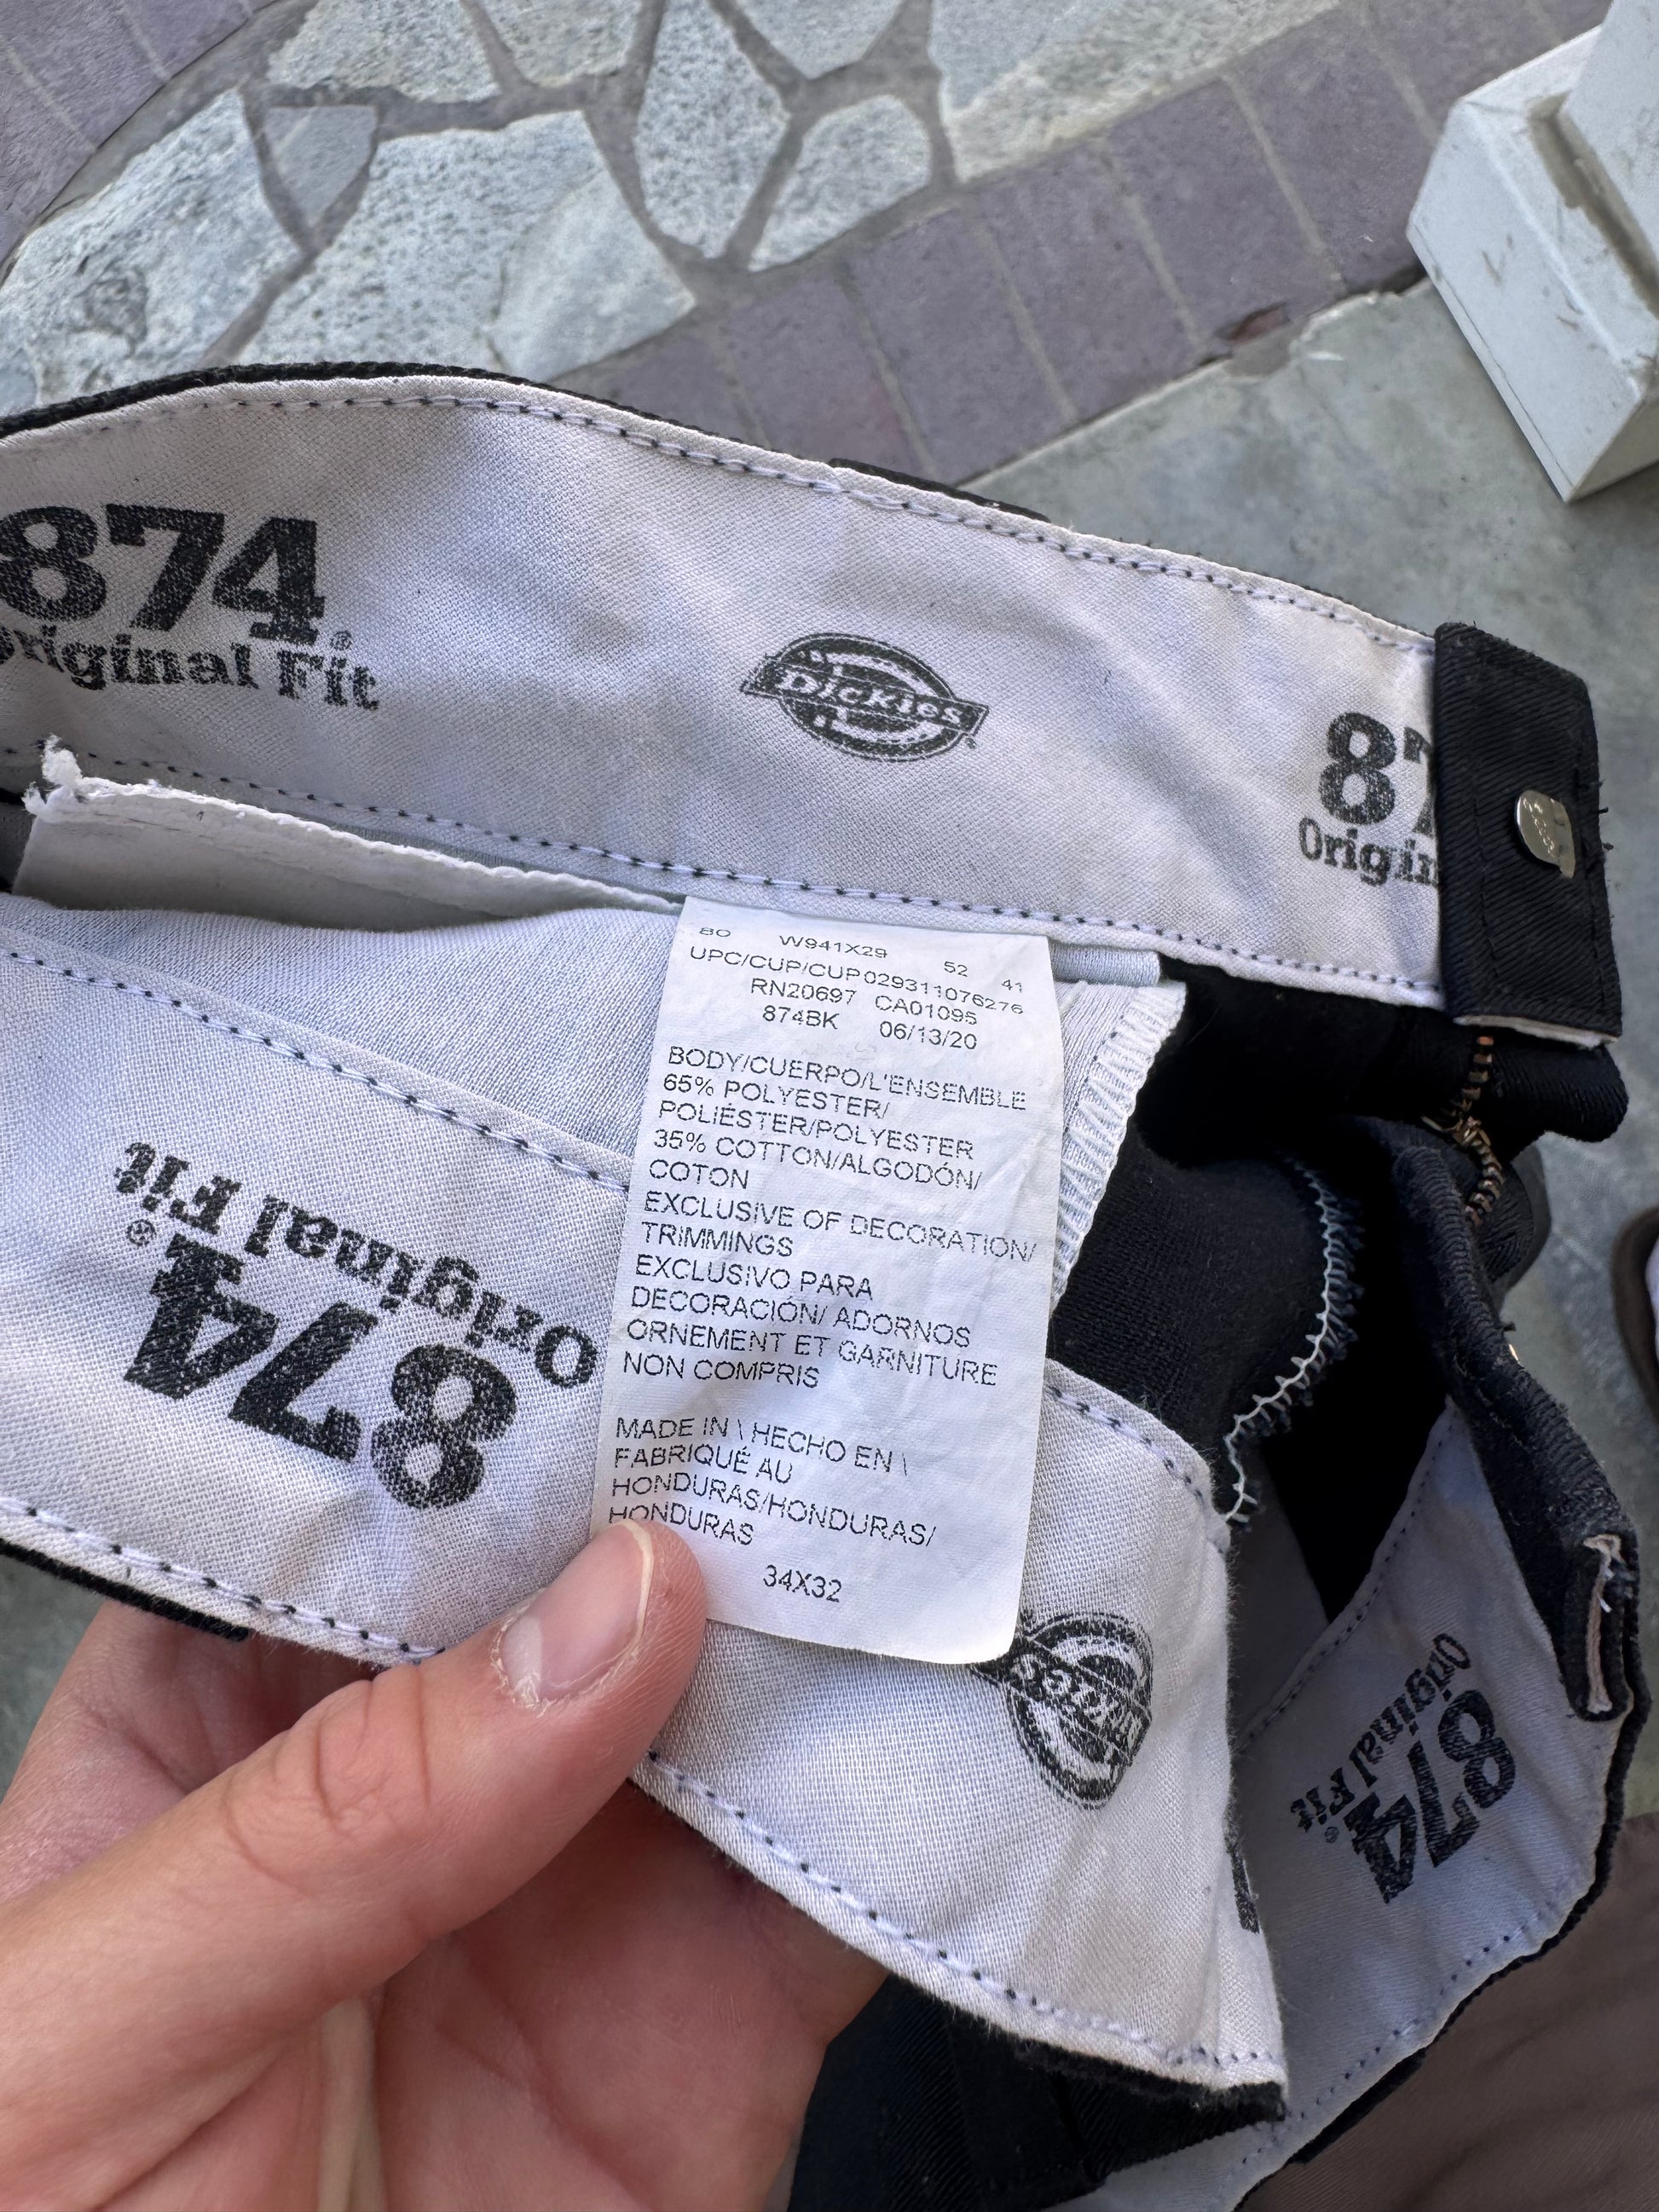 874
Original Fit
Dickies
87
Origin
BO W941X29 52 41
UPC/CUP/CUP029311076276
RN20697 CA01095
874BK 06/13/20
BODY/CUERPO/L'ENSEMBLE
65% POLYESTER/
POLIÉSTER/POLYESTER
35% COTTON/ALGODÓN/
COTON
EXCLUSIVE OF DECORATION/
TRIMMINGS
EXCLUSIVO PARA
DECORACIÓN/ ADORNOS
ORNEMENT ET GARNITURE
NON COMPRIS
MADE IN \ HECHO EN \
FABRIQUÉ AU
HONDURAS/HONDURAS/
HONDURAS
34X32
874®
Original Fit
Dickies
874®
Original Fit